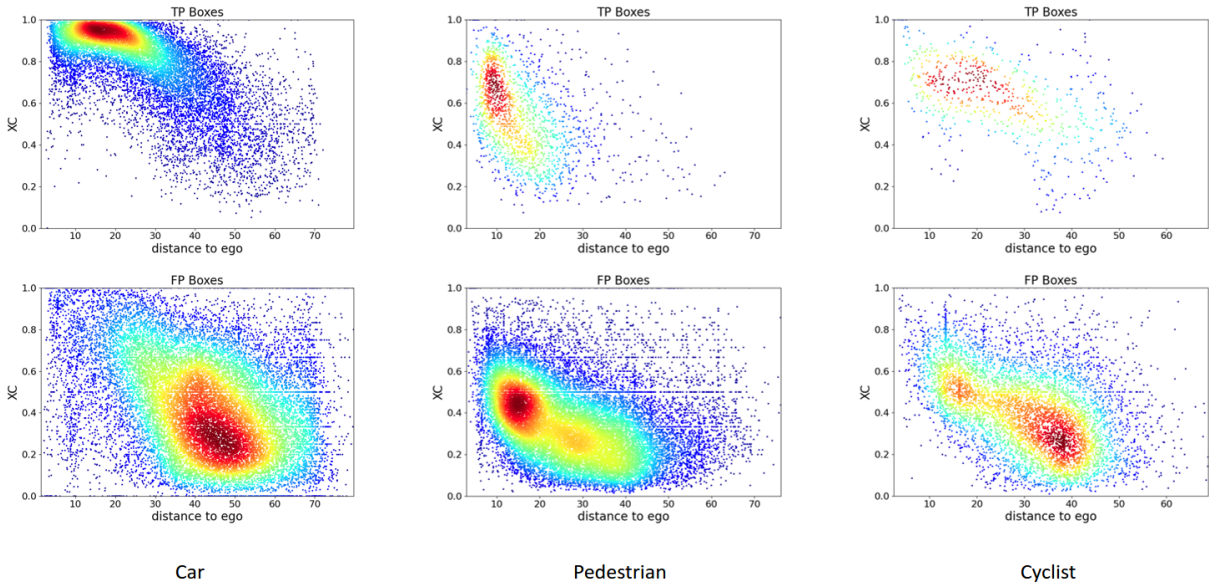 TP Boxes TP Boxes TP Boxes
1.0 1.0 1.0
0.8 0.8 0.8
0.6 0.6 0.6
XC XC XC
0.4 0.4 0.4
0.2 0.2 0.2
0.0 0.0 0.0
10 20 30 40 50 60 70 10 20 30 40 50 60 70 10 20 30 40 50 60
distance to ego distance to ego distance to ego
FP Boxes FP Boxes FP Boxes
1.0 1.0 1.0
0.8 0.8 0.8
0.6 0.6 0.6
XC XC XC
0.4 0.4 0.4
0.2 0.2 0.2
0.0 0.0 0.0
10 20 30 40 50 60 70 10 20 30 40 50 60 70 10 20 30 40 50 60
distance to ego distance to ego distance to ego
Car Pedestrian Cyclist